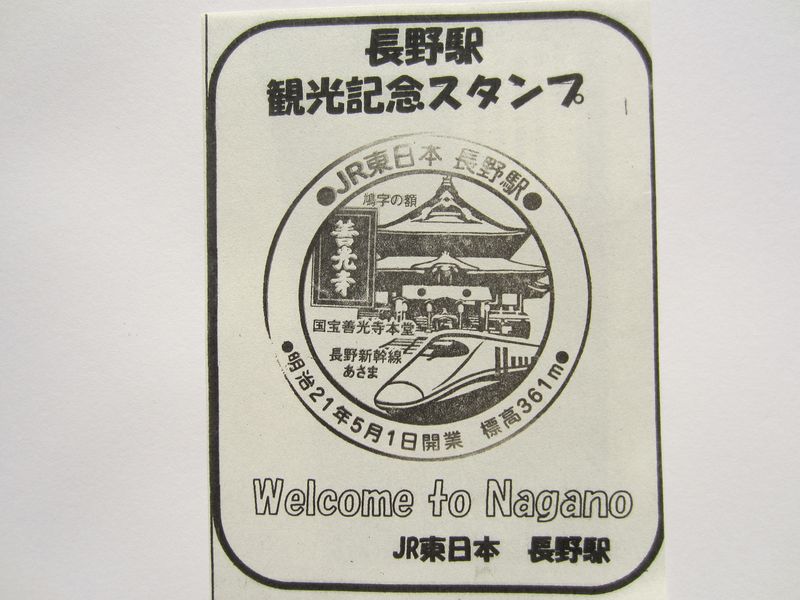 長野駅
観光記念スタンプ
●JR東日本 長野駅●
鳩字の額
善光寺
国宝善光寺本堂
長野新幹線
あさま
●明治21年5月1日開業 標高361m●
Welcome to Nagano
JR東日本 長野駅